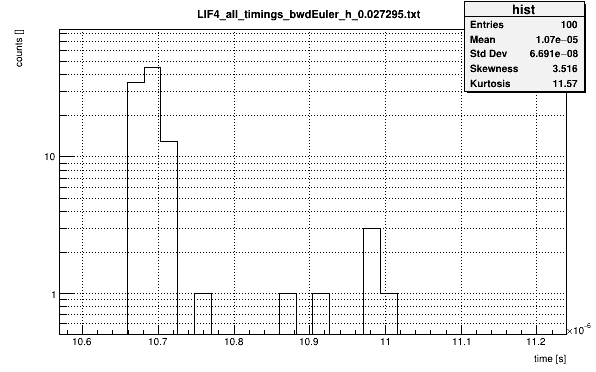 LIF4_all_timings_bwdEuler_h_0.027295.txt
hist
Entries 100
Mean 1.07e−05
Std Dev 6.691e−08
Skewness 3.516
Kurtosis 11.57
counts []
10
1
10.6 10.7 10.8 10.9 11 11.1 11.2
×10⁻⁶
time [s]